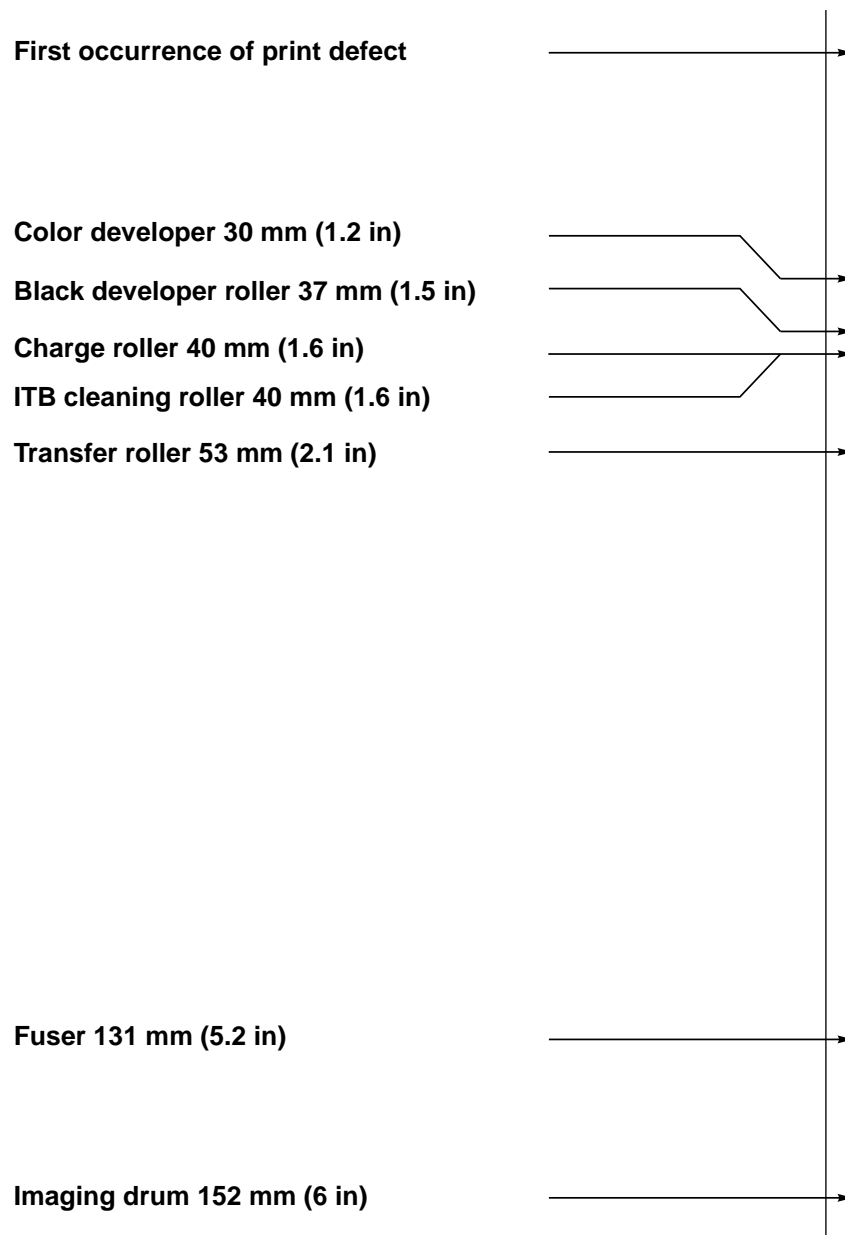 First occurrence of print defect
Color developer 30 mm (1.2 in)
Black developer roller 37 mm (1.5 in)
Charge roller 40 mm (1.6 in)
ITB cleaning roller 40 mm (1.6 in)
Transfer roller 53 mm (2.1 in)
Fuser 131 mm (5.2 in)
Imaging drum 152 mm (6 in)